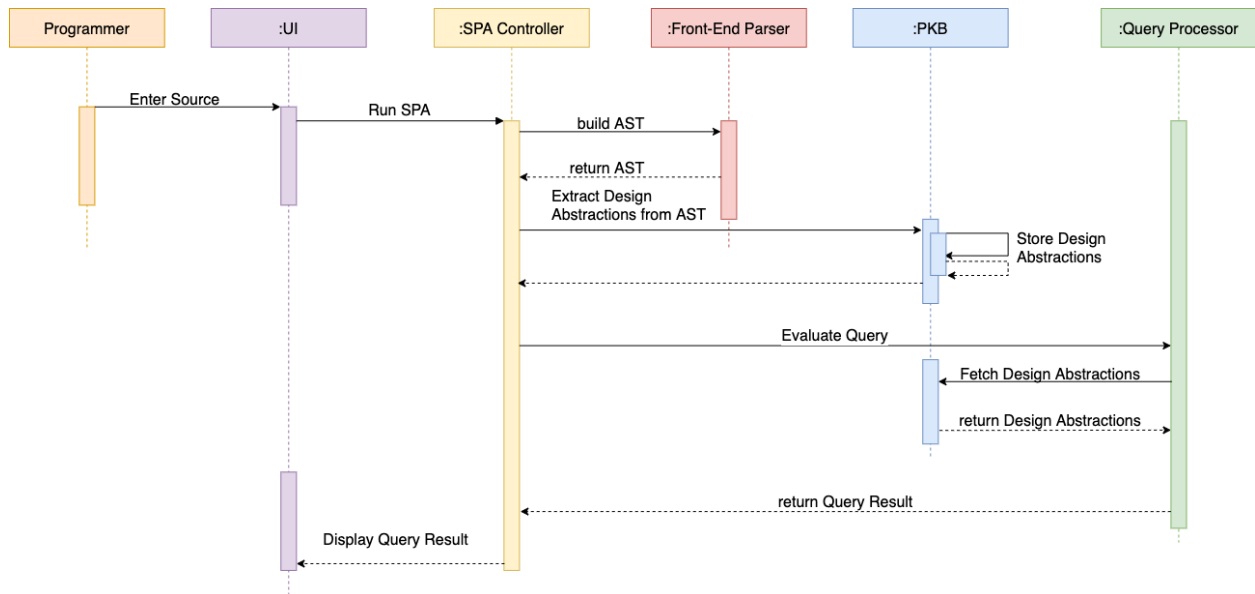 Programmer
:UI
:SPA Controller
:Front-End Parser
:PKB
:Query Processor
Enter Source
Run SPA
build AST
return AST
Extract Design
Abstractions from AST
Store Design
Abstractions
Evaluate Query
Fetch Design Abstractions
return Design Abstractions
return Query Result
Display Query Result